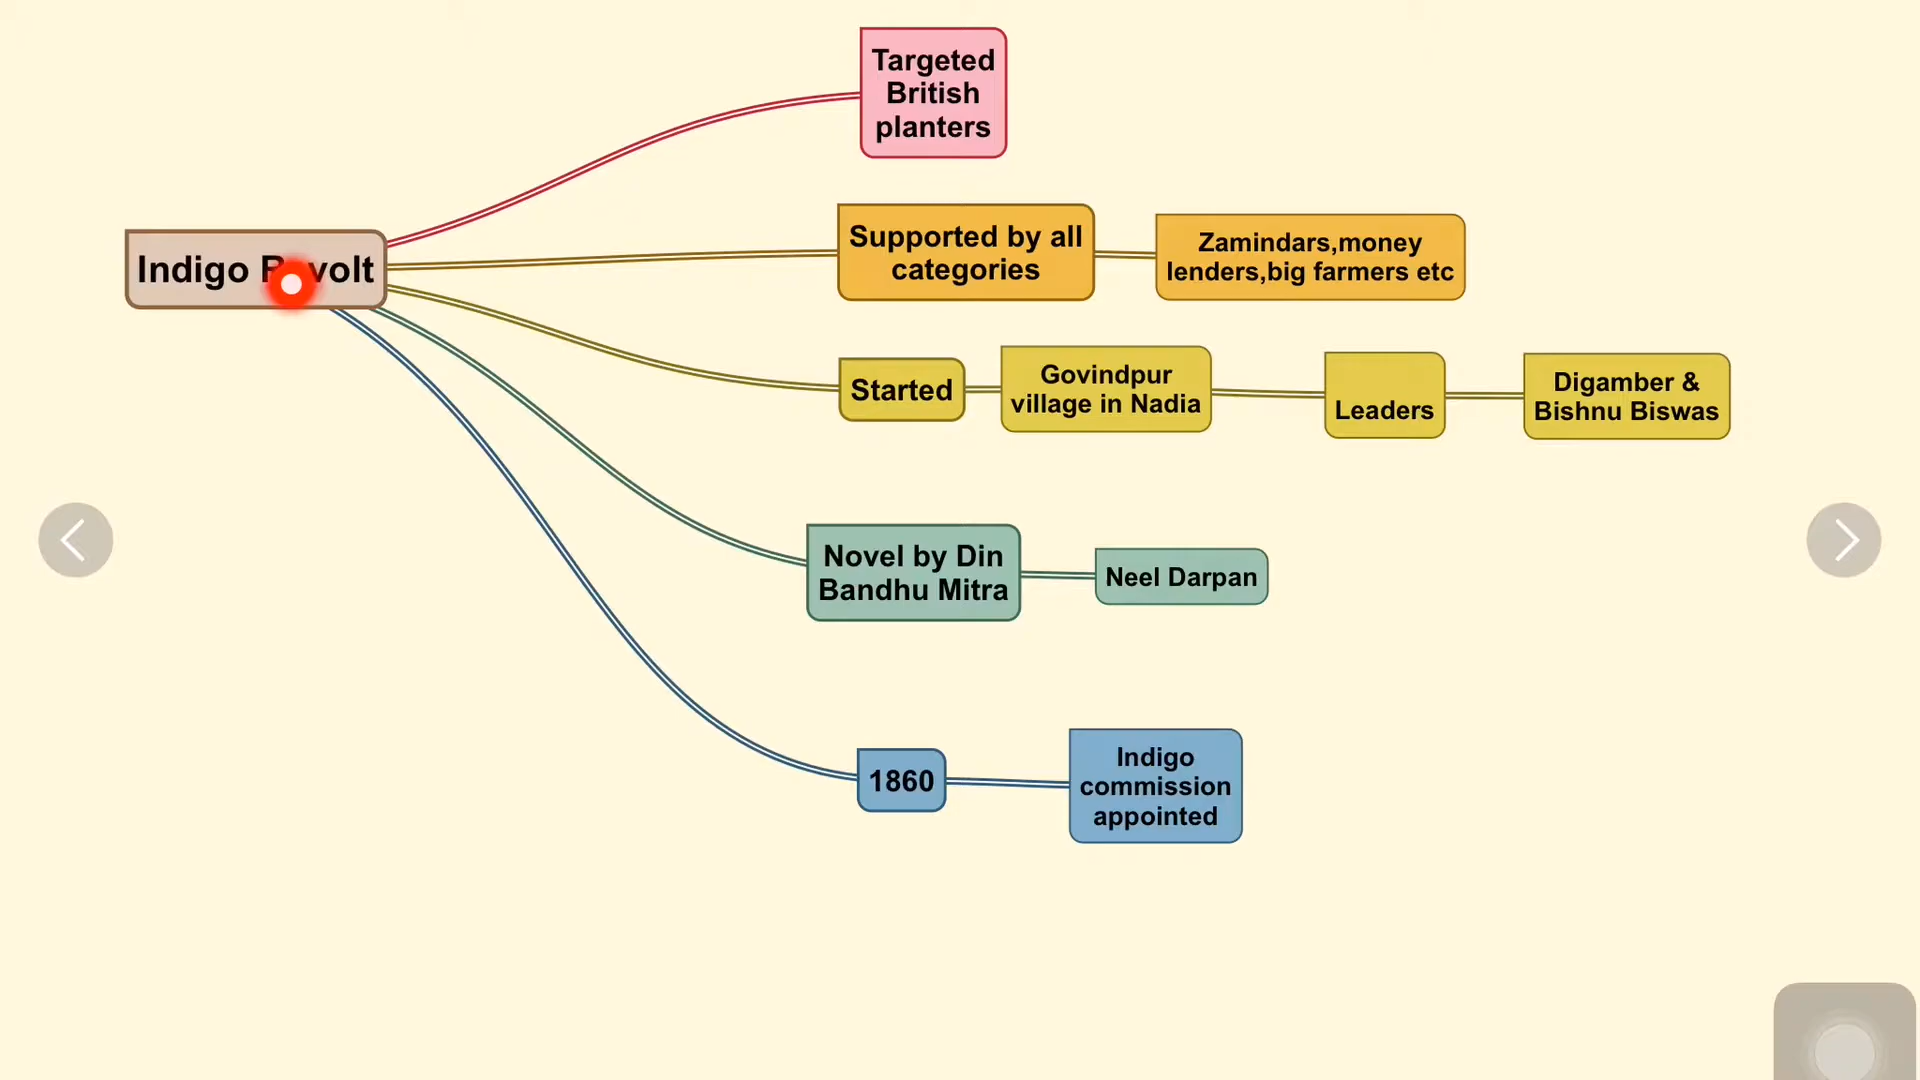 Targeted
British
planters
Indigo Revolt
Supported by all
categories
Zamindars,money
lenders,big farmers etc
Started
Govindpur
village in Nadia
Leaders
Digamber &
Bishnu Biswas
Novel by Din
Bandhu Mitra
Neel Darpan
1860
Indigo
commission
appointed